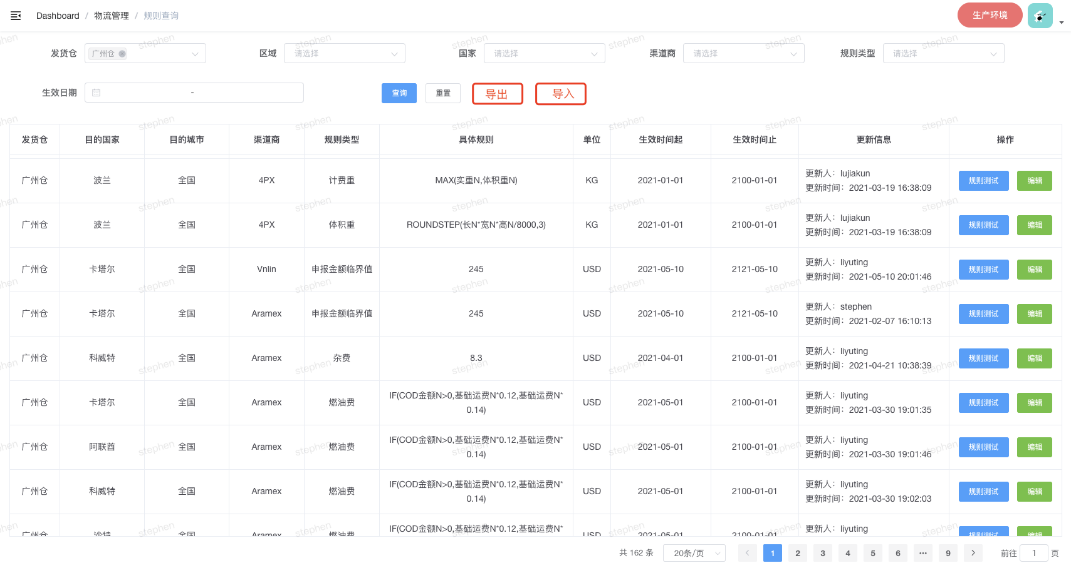 Dashboard / 物流管理 / 规则查询
生产环境
发货仓 广州仓 区域 请选择 国家 请选择 渠道商 请选择 规则类型 请选择
生效日期 - 查询 重置 导出 导入
发货仓 目的国家 目的城市 渠道商 规则类型 具体规则 单位 生效时间起 生效时间止 更新信息 操作
广州仓 波兰 全国 4PX 计费重 MAX(实重N,体积重N) KG 2021-01-01 2100-01-01 更新人：lujiakun 规则测试 编辑
更新时间：2021-03-19 16:38:09
广州仓 波兰 全国 4PX 体积重 ROUNDSTEP(长N*宽N*高N/8000,3) KG 2021-01-01 2100-01-01 更新人：lujiakun 规则测试 编辑
更新时间：2021-03-19 16:38:09
广州仓 卡塔尔 全国 Vnlin 申报金额临界值 245 USD 2021-05-10 2121-05-10 更新人：liyuting 规则测试 编辑
更新时间：2021-05-10 20:01:46
广州仓 卡塔尔 全国 Aramex 申报金额临界值 245 USD 2021-05-10 2121-05-10 更新人：stephen 规则测试 编辑
更新时间：2021-02-07 16:10:13
广州仓 科威特 全国 Aramex 杂费 8.3 USD 2021-04-01 2100-01-01 更新人：liyuting 规则测试 编辑
更新时间：2021-04-21 10:38:39
广州仓 卡塔尔 全国 Aramex 燃油费 IF(COD金额N>0,基础运费N*0.12,基础运费N*0.14) USD 2021-05-01 2100-01-01 更新人：liyuting 规则测试 编辑
更新时间：2021-03-30 19:01:35
广州仓 阿联酋 全国 Aramex 燃油费 IF(COD金额N>0,基础运费N*0.12,基础运费N*0.14) USD 2021-05-01 2100-01-01 更新人：liyuting 规则测试 编辑
更新时间：2021-03-30 19:01:46
广州仓 科威特 全国 Aramex 燃油费 IF(COD金额N>0,基础运费N*0.12,基础运费N*0.14) USD 2021-05-01 2100-01-01 更新人：liyuting 规则测试 编辑
更新时间：2021-03-30 19:02:03
广州仓 全国 Aramex 燃油费 IF(COD金额N>0,基础运费N*0.12,基础运费N* USD 2021-05-01 2100-01-01 更新人：liyuting 规则测试 编辑
共 162 条 20条/页 1 2 3 4 5 6 ••• 9 前往 1 页